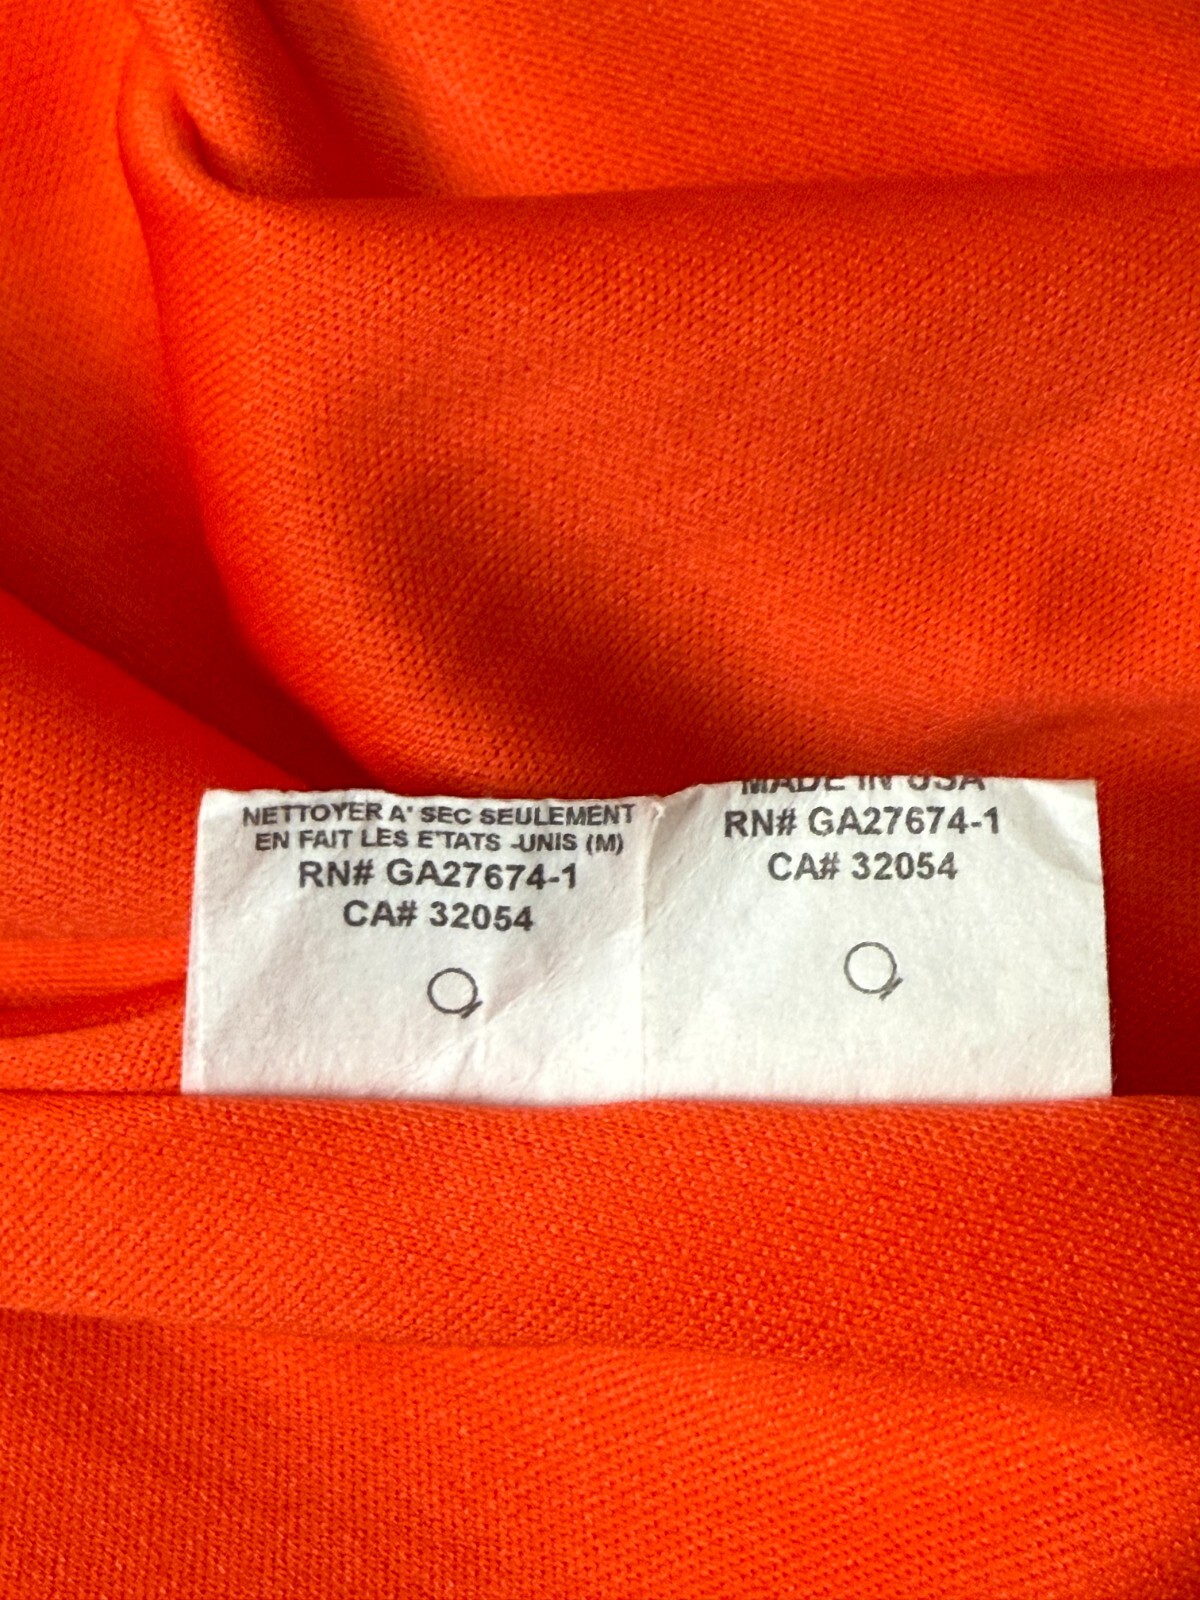 NETTOYER A' SEC SEULEMENT
EN FAIT LES E'TATS -UNIS (M)
RN# GA27674-1
CA# 32054
MADE IN USA
RN# GA27674-1
CA# 32054